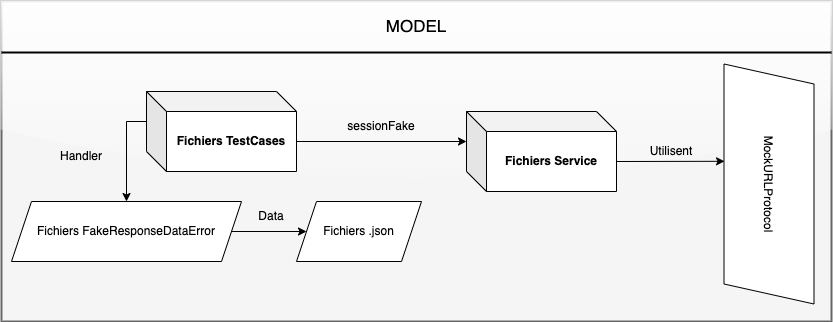 MODEL
Fichiers TestCases
sessionFake
Fichiers Service
Utilisent
MockURLProtocol
Handler
Fichiers FakeResponseDataError
Data
Fichiers .json